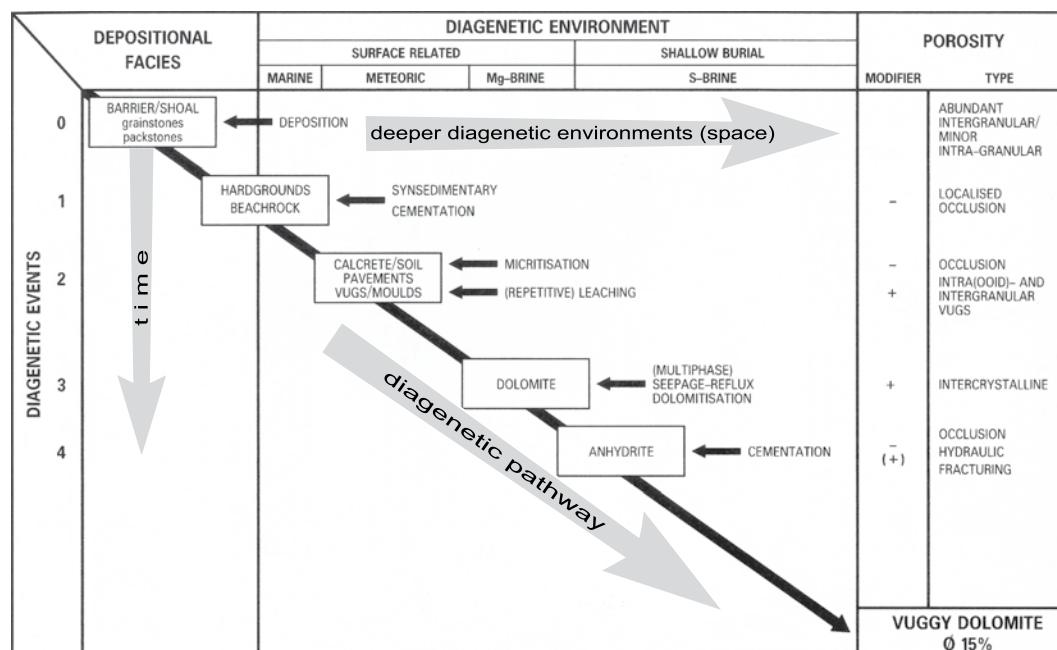 DEPOSITIONAL
FACIES
DIAGENETIC ENVIRONMENT
SURFACE RELATED
SHALLOW BURIAL
MARINE
METEORIC
Mg–BRINE
S–BRINE
POROSITY
MODIFIER
TYPE
DIAGENETIC EVENTS
time
deeper diagenetic environments (space)
diagenetic pathway
0
BARRIER/SHOAL
grainstones
packstones
DEPOSITION
ABUNDANT
INTERGRANULAR/
MINOR
INTRA–GRANULAR
1
HARDGROUNDS
BEACHROCK
SYNSEDIMENTARY
CEMENTATION
–
LOCALISED
OCCLUSION
2
CALCRETE/SOIL
PAVEMENTS
VUGS/MOULDS
MICRITISATION
(REPETITIVE) LEACHING
–
+
OCCLUSION
INTRA(OOID)– AND
INTERGRANULAR
VUGS
3
DOLOMITE
(MULTIPHASE)
SEEPAGE–REFLUX
DOLOMITISATION
+
INTERCRYSTALLINE
4
ANHYDRITE
CEMENTATION
–
(+)
OCCLUSION
HYDRAULIC
FRACTURING
VUGGY DOLOMITE
Ø 15%